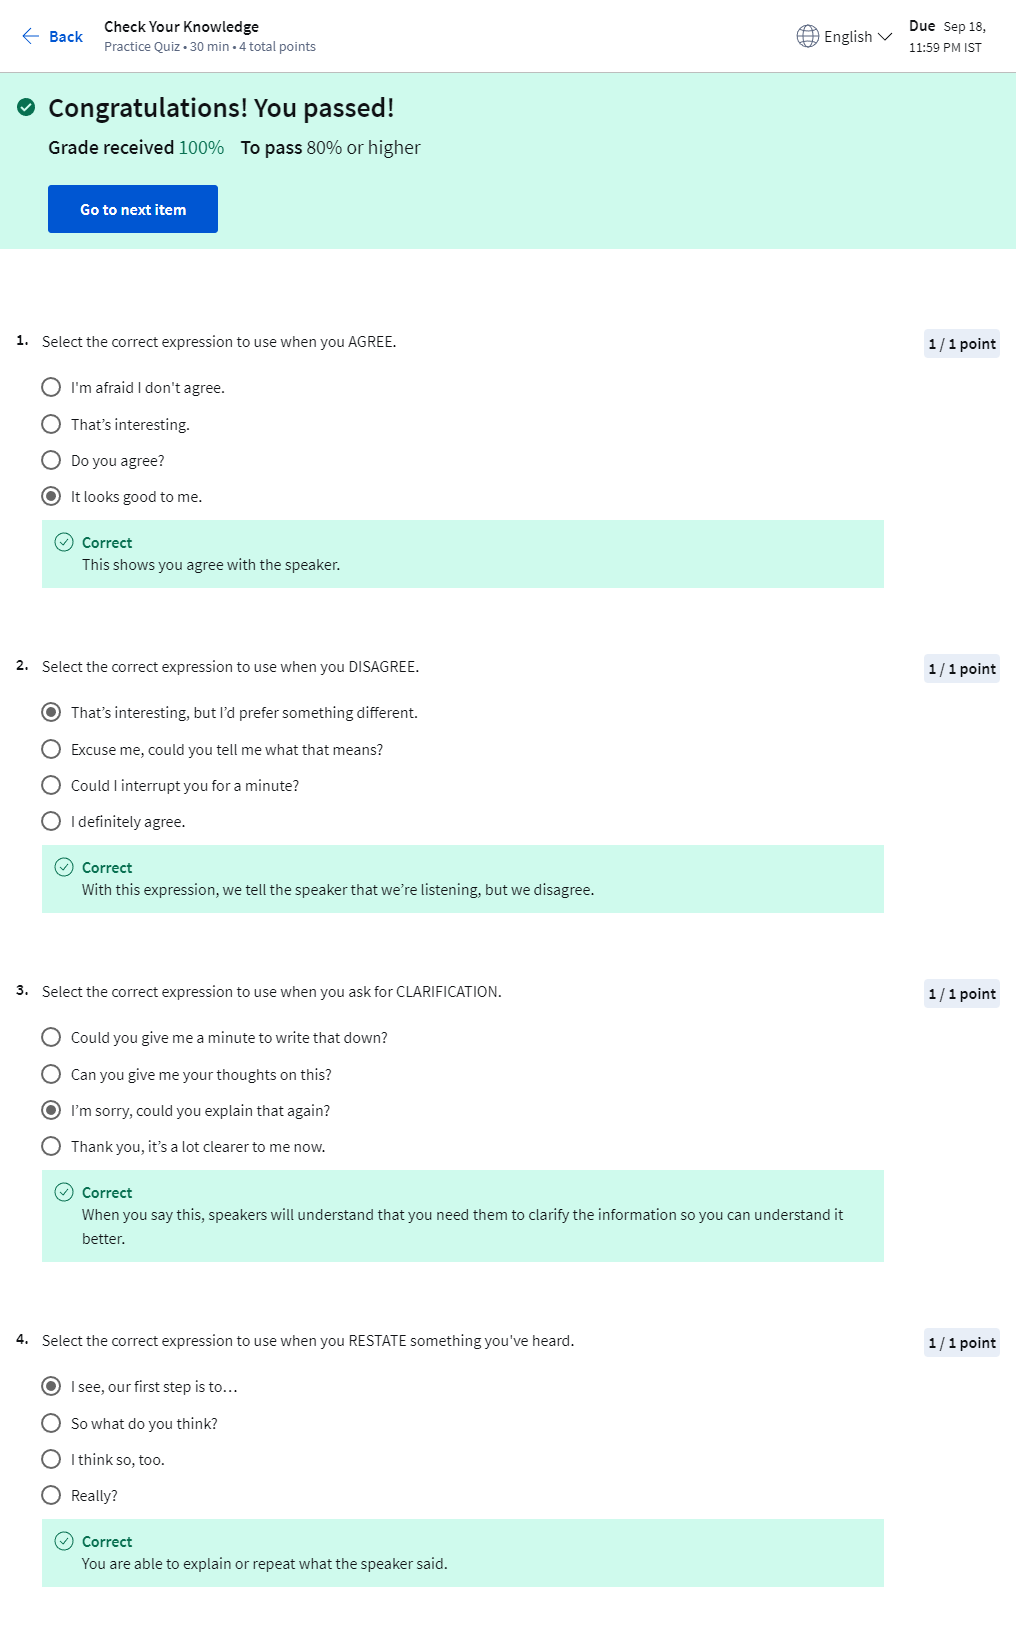 Back
Check Your Knowledge
Practice Quiz • 30 min • 4 total points
English
Due Sep 18,
11:59 PM IST
Congratulations! You passed!
Grade received 100% To pass 80% or higher
Go to next item
1. Select the correct expression to use when you AGREE.
1 / 1 point
I'm afraid I don't agree.
That’s interesting.
Do you agree?
It looks good to me.
Correct
This shows you agree with the speaker.
2. Select the correct expression to use when you DISAGREE.
1 / 1 point
That’s interesting, but I’d prefer something different.
Excuse me, could you tell me what that means?
Could I interrupt you for a minute?
I definitely agree.
Correct
With this expression, we tell the speaker that we’re listening, but we disagree.
3. Select the correct expression to use when you ask for CLARIFICATION.
1 / 1 point
Could you give me a minute to write that down?
Can you give me your thoughts on this?
I’m sorry, could you explain that again?
Thank you, it’s a lot clearer to me now.
Correct
When you say this, speakers will understand that you need them to clarify the information so you can understand it
better.
4. Select the correct expression to use when you RESTATE something you've heard.
1 / 1 point
I see, our first step is to…
So what do you think?
I think so, too.
Really?
Correct
You are able to explain or repeat what the speaker said.